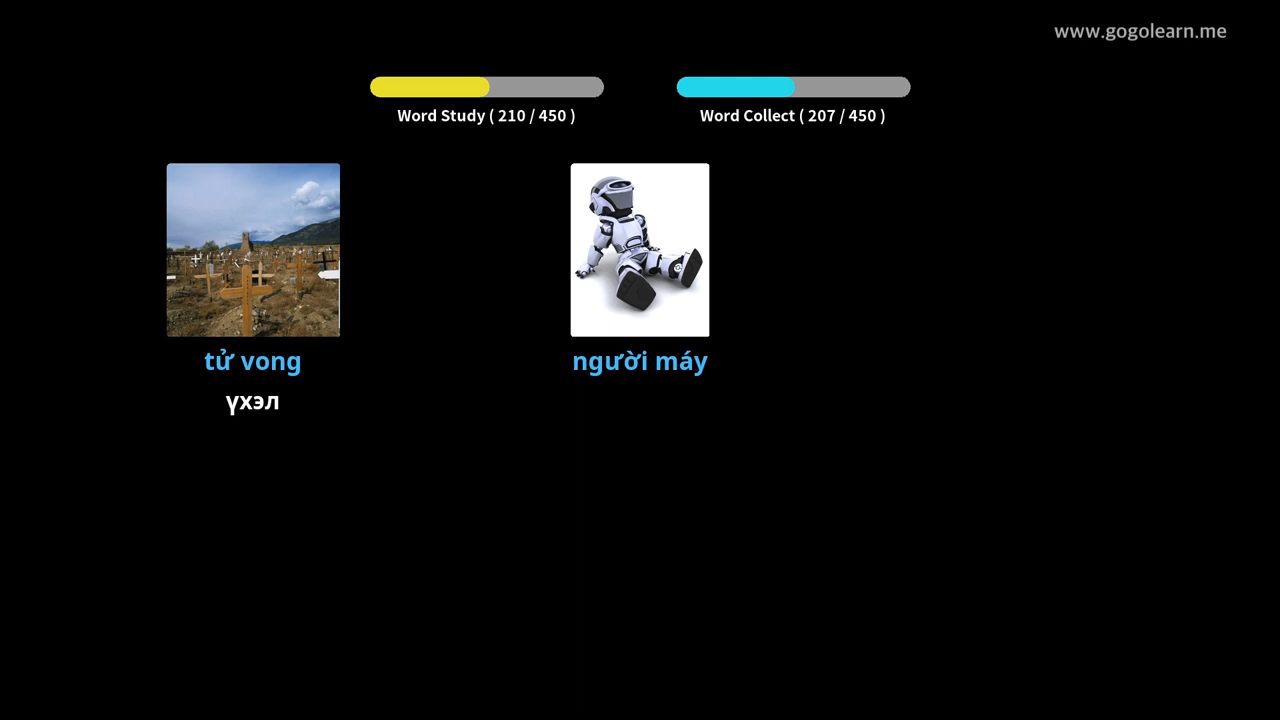 www.gogolearn.me
Word Study ( 210 / 450 )
Word Collect ( 207 / 450 )
tử vong
үхэл
người máy